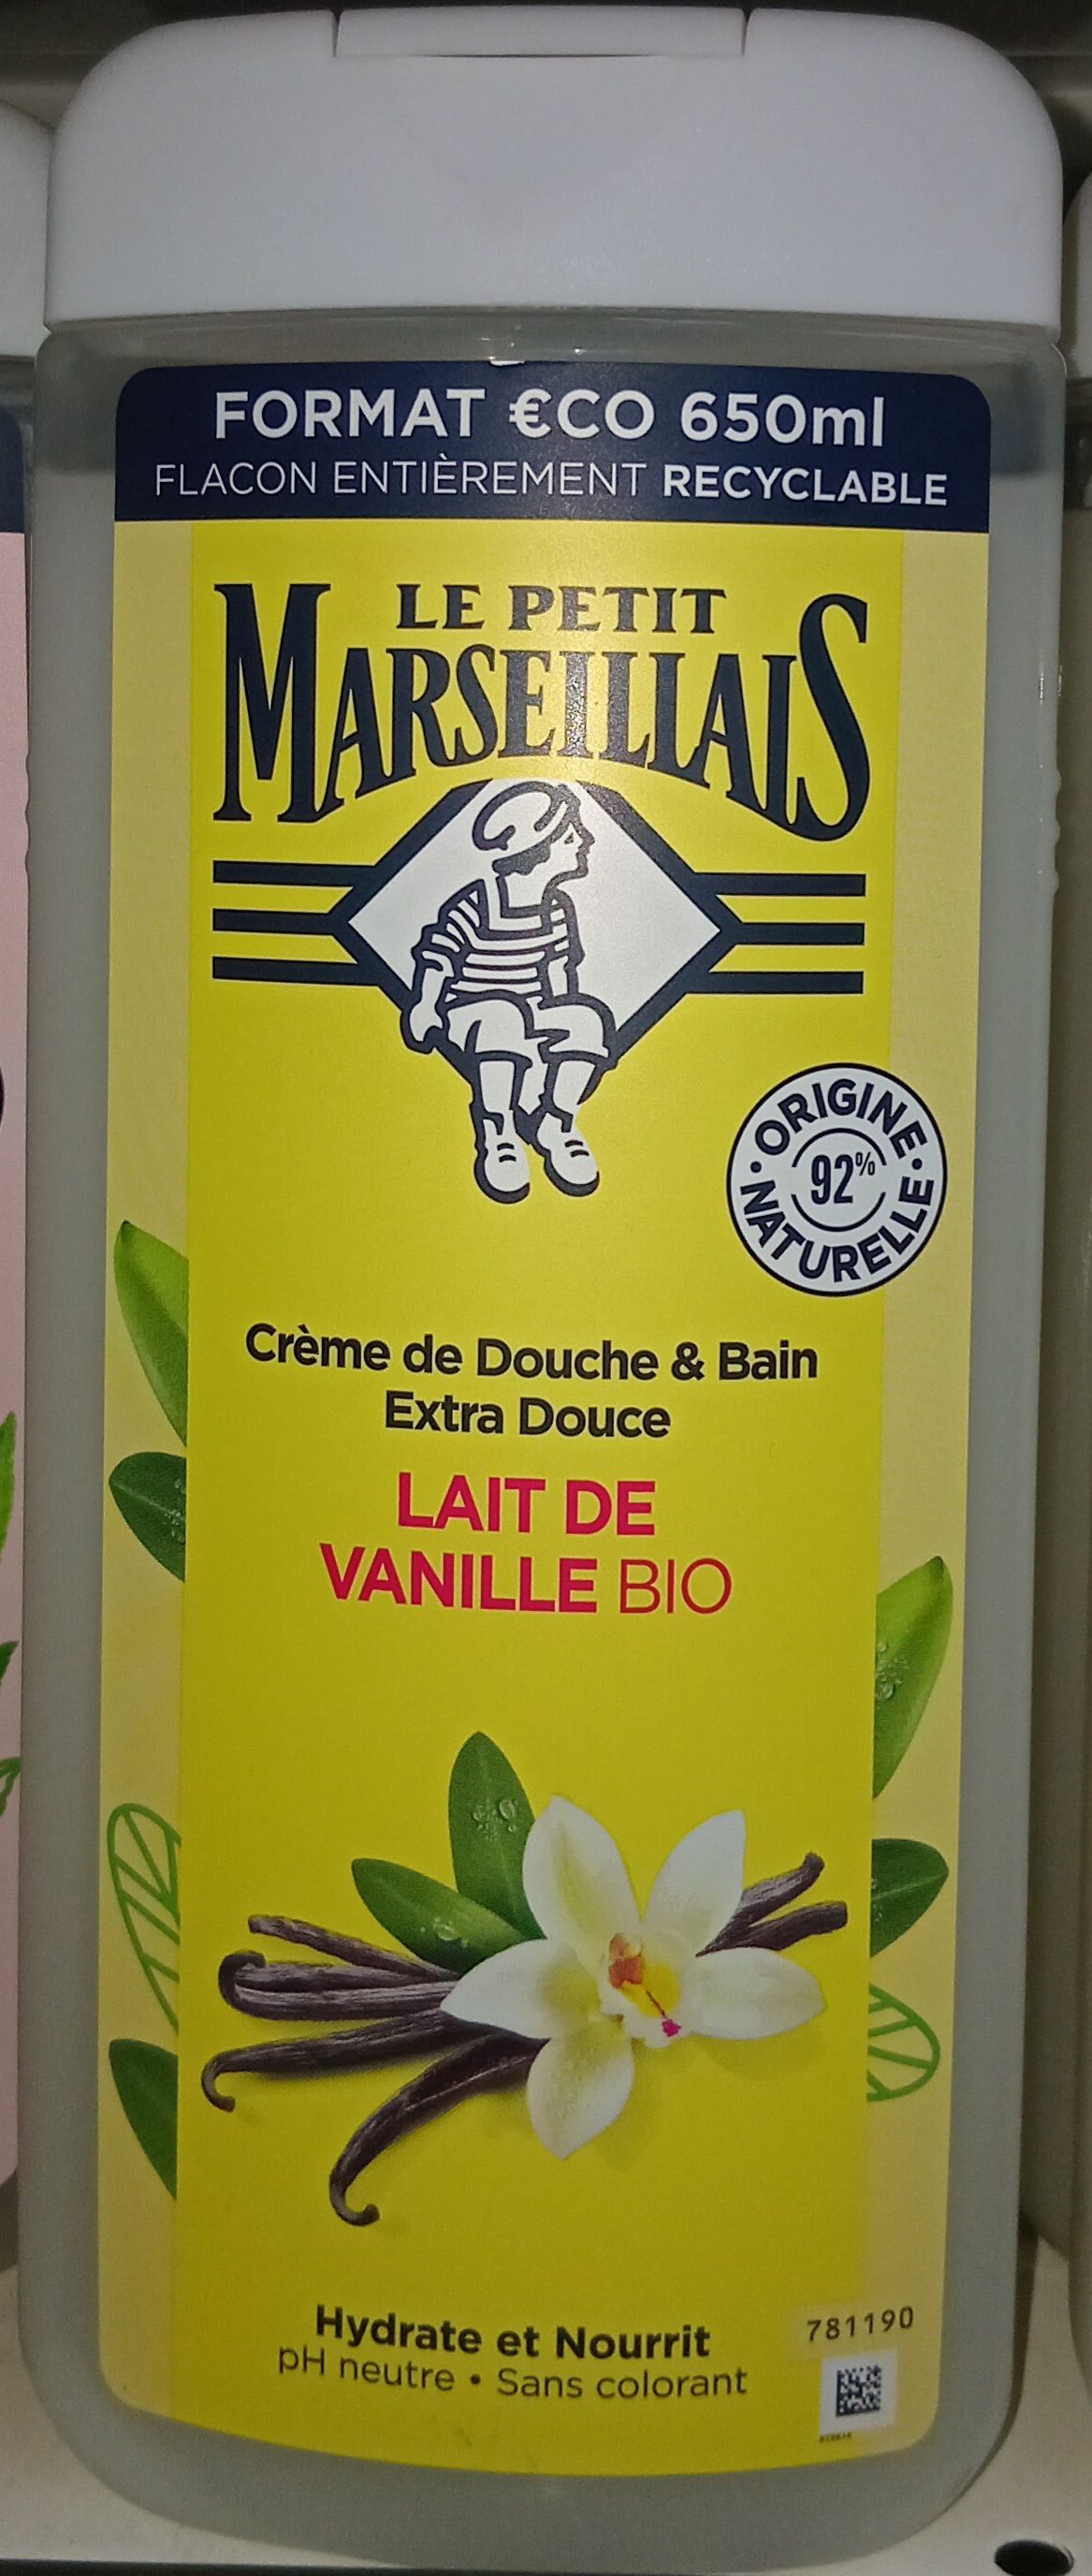 FORMAT €CO 650ml
FLACON ENTIÈREMENT RECYCLABLE
LE PETIT
MARSEILLAIS
ORIGINE
92%
NATURELLE
Crème de Douche & Bain
Extra Douce
LAIT DE
VANILLE BIO
Hydrate et Nourrit
pH neutre • Sans colorant
781190